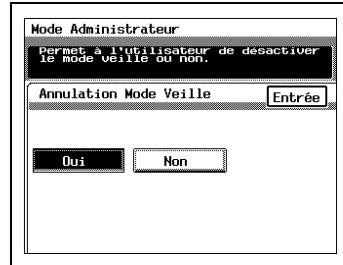 Mode Administrateur
Permet à l'utilisateur de désactiver
le mode veille ou non.
Annulation Mode Veille
Entrée
Oui
Non